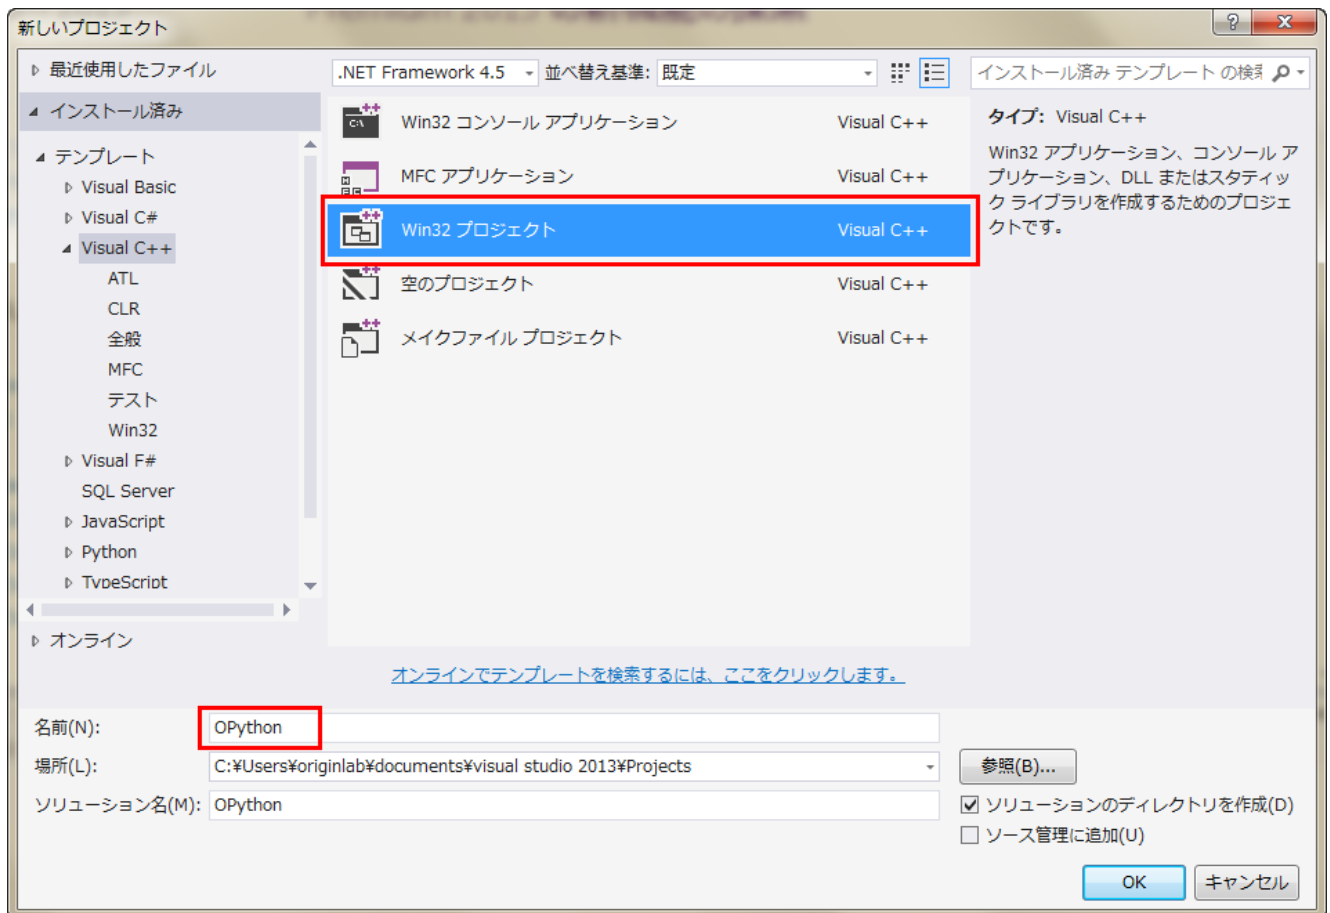 新しいプロジェクト
最近使用したファイル
.NET Framework 4.5 並べ替え基準: 既定
インストール済み テンプレート の検索
インストール済み
テンプレート
Visual Basic
Visual C#
Visual C++
ATL
CLR
全般
MFC
テスト
Win32
Visual F#
SQL Server
JavaScript
Python
TypeScript
オンライン
Win32 コンソール アプリケーション Visual C++
MFC アプリケーション Visual C++
Win32 プロジェクト Visual C++
空のプロジェクト Visual C++
メイクファイル プロジェクト Visual C++
タイプ: Visual C++
Win32 アプリケーション、コンソール ア
プリケーション、DLL またはスタティッ
ク ライブラリを作成するためのプロジェ
クトです。
オンラインでテンプレートを検索するには、ここをクリックします。
名前(N): OPython
場所(L): C:¥Users¥originlab¥documents¥visual studio 2013¥Projects
参照(B)...
ソリューション名(M): OPython
ソリューションのディレクトリを作成(D)
ソース管理に追加(U)
OK キャンセル